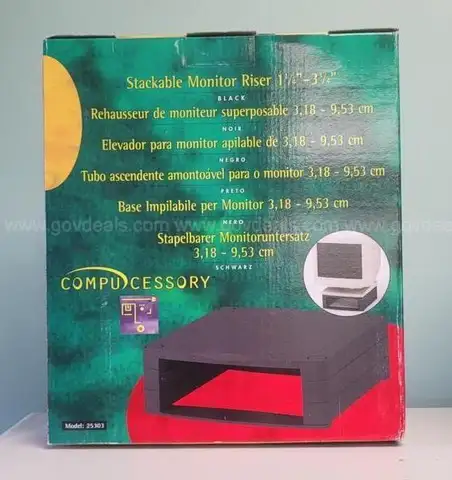 Stackable Monitor Riser 1¼"-3¾"
BLACK
Rehausseur de moniteur superposable 3,18 - 9,53 cm
NOIR
Elevador para monitor apilable de 3,18 - 9,53 cm
NEGRO
Tubo ascendente amontoável para o monitor 3,18 - 9,53 cm
PRETO
Base Impilabile per Monitor 3,18 - 9,53 cm
NERO
Stapelbarer Monitoruntersatz
3,18 - 9,53 cm
SCHWARZ
COMPUCESSORY
Model: 25303
www.govdeals.com